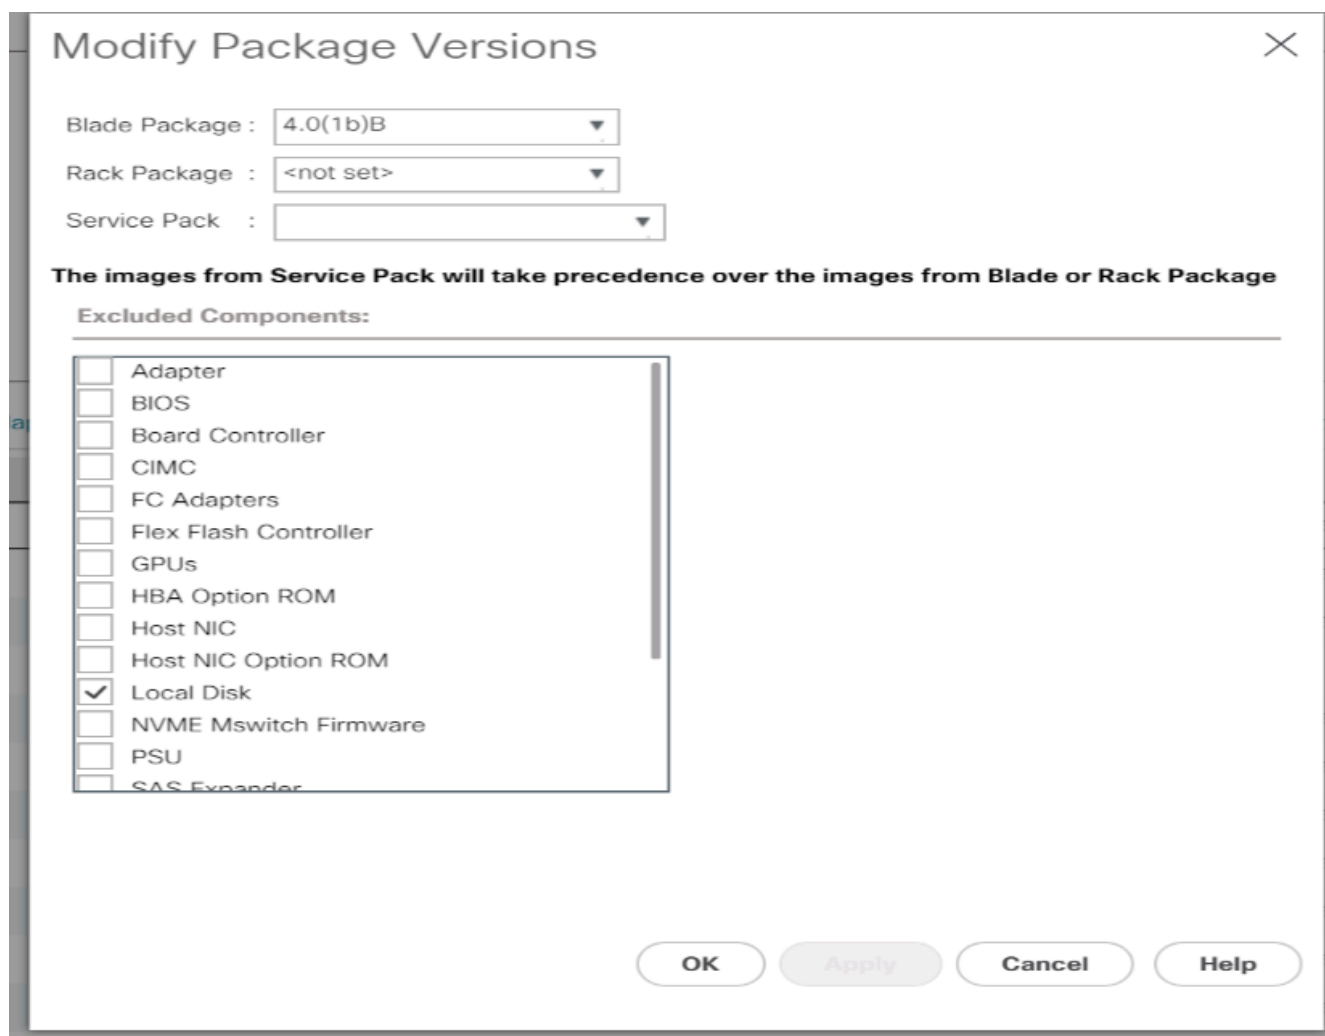 Modify Package Versions
Blade Package : 4.0(1b)B
Rack Package : <not set>
Service Pack :
The images from Service Pack will take precedence over the images from Blade or Rack Package
Excluded Components:
Adapter
BIOS
Board Controller
CIMC
FC Adapters
Flex Flash Controller
GPUs
HBA Option ROM
Host NIC
Host NIC Option ROM
Local Disk
NVME Mswitch Firmware
PSU
SAS Expander
OK Apply Cancel Help